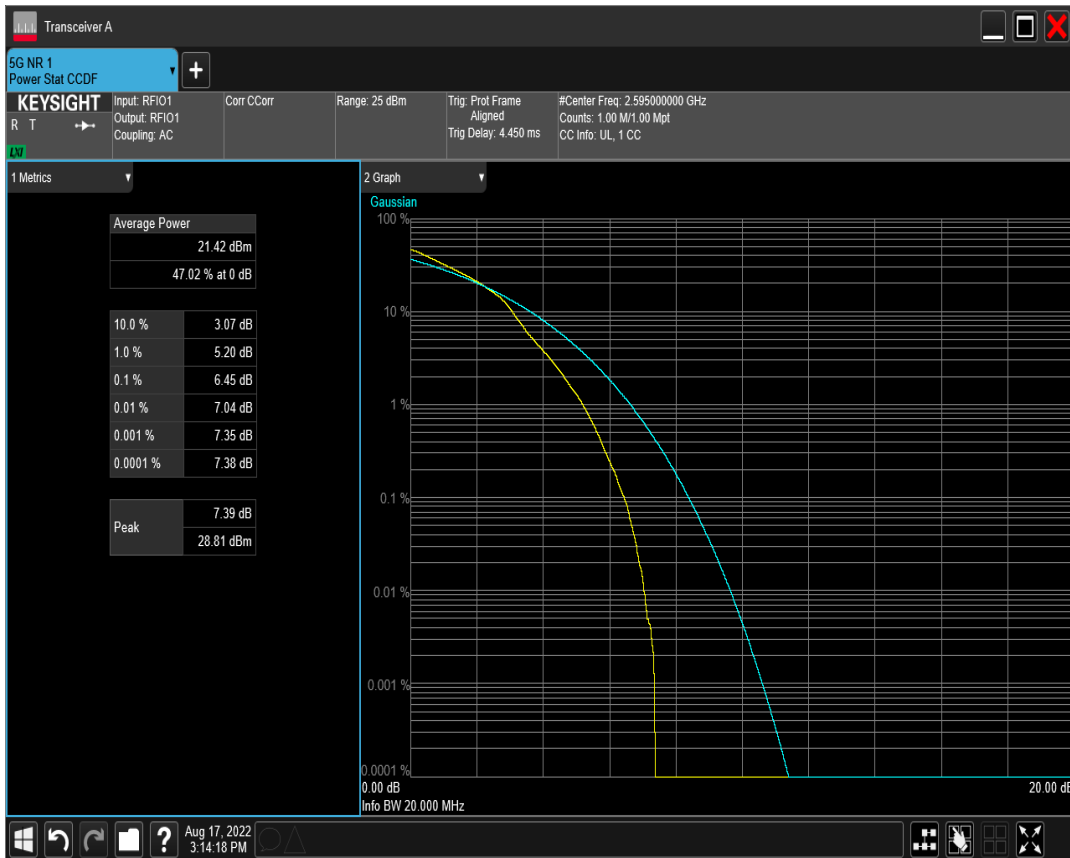 Transceiver A
5G NR 1
Power Stat CCDF
+
KEYSIGHT
R T
LXI
Input: RFIO1
Output: RFIO1
Coupling: AC
Corr CCorr
Range: 25 dBm
Trig: Prot Frame
Aligned
Trig Delay: 4.450 ms
#Center Freq: 2.595000000 GHz
Counts: 1.00 M/1.00 Mpt
CC Info: UL, 1 CC
1 Metrics
Average Power
21.42 dBm
47.02 % at 0 dB
10.0 % 3.07 dB
1.0 % 5.20 dB
0.1 % 6.45 dB
0.01 % 7.04 dB
0.001 % 7.35 dB
0.0001 % 7.38 dB
Peak 7.39 dB
28.81 dBm
2 Graph
Gaussian
100 %
10 %
1 %
0.1 %
0.01 %
0.001 %
0.0001 %
0.00 dB 20.00 dB
Info BW 20.000 MHz
?
Aug 17, 2022
3:14:18 PM